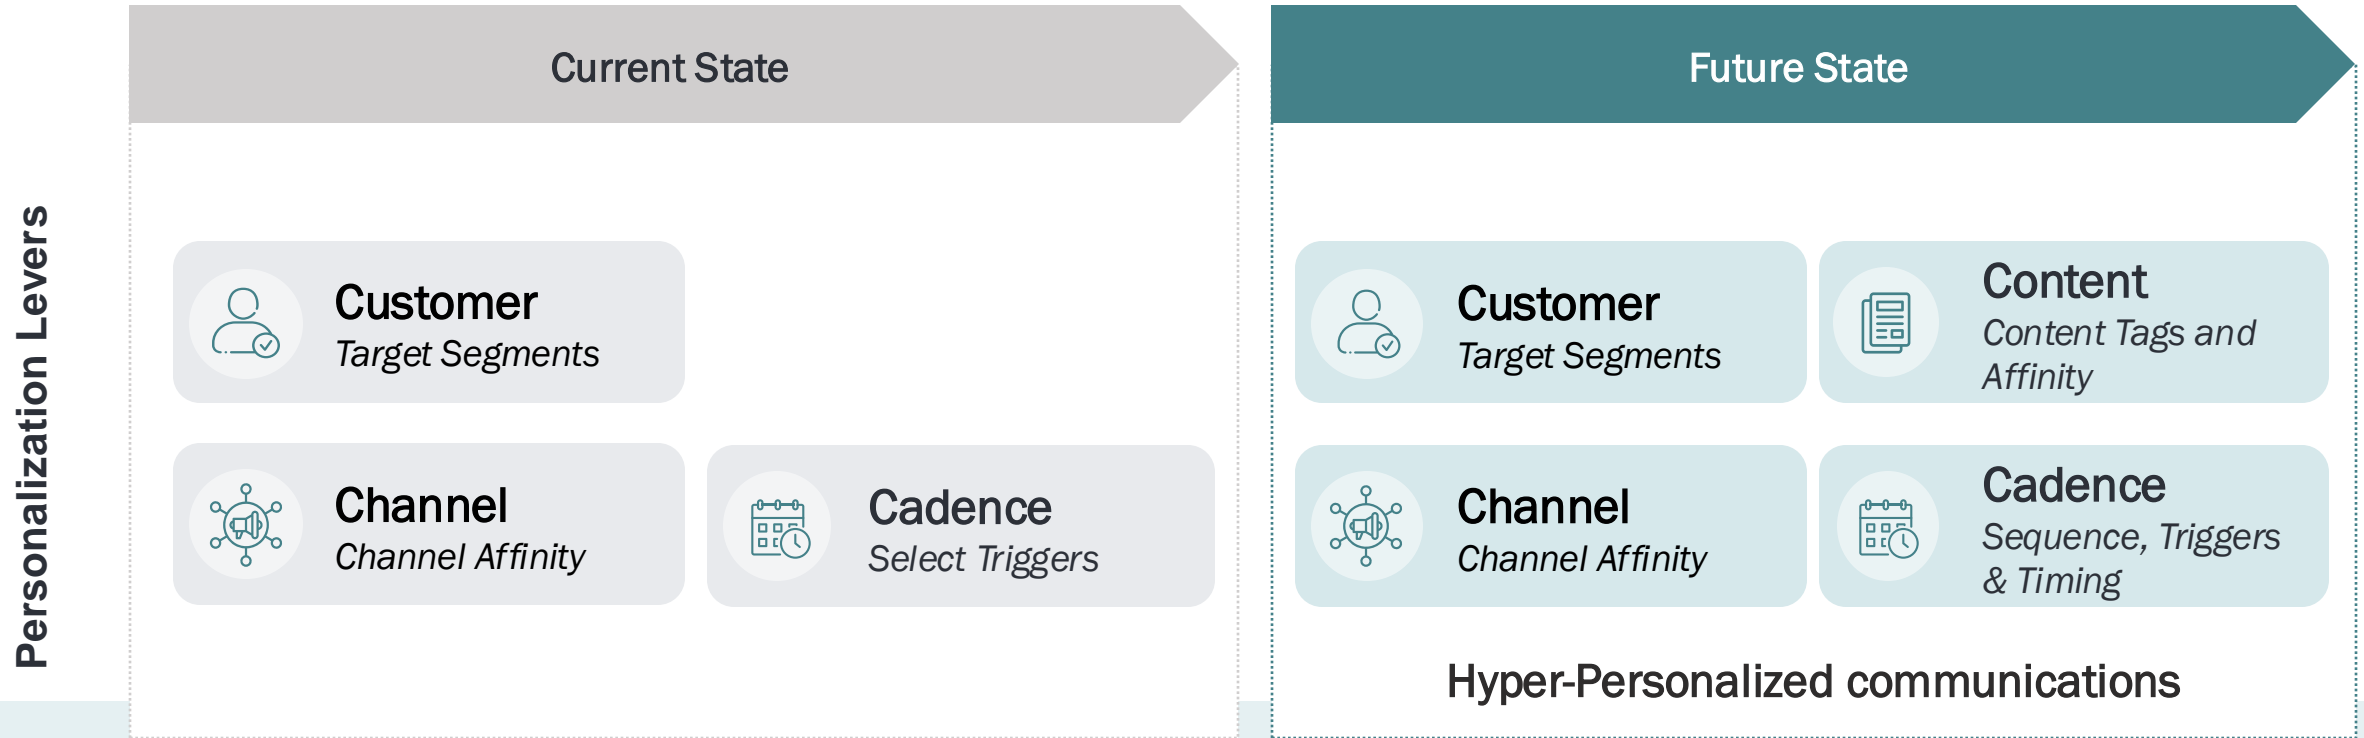 Current State
Future State
Personalization Levers
Customer
Target Segments
Channel
Channel Affinity
Cadence
Select Triggers
Customer
Target Segments
Content
Content Tags and
Affinity
Channel
Channel Affinity
Cadence
Sequence, Triggers
& Timing
Hyper-Personalized communications